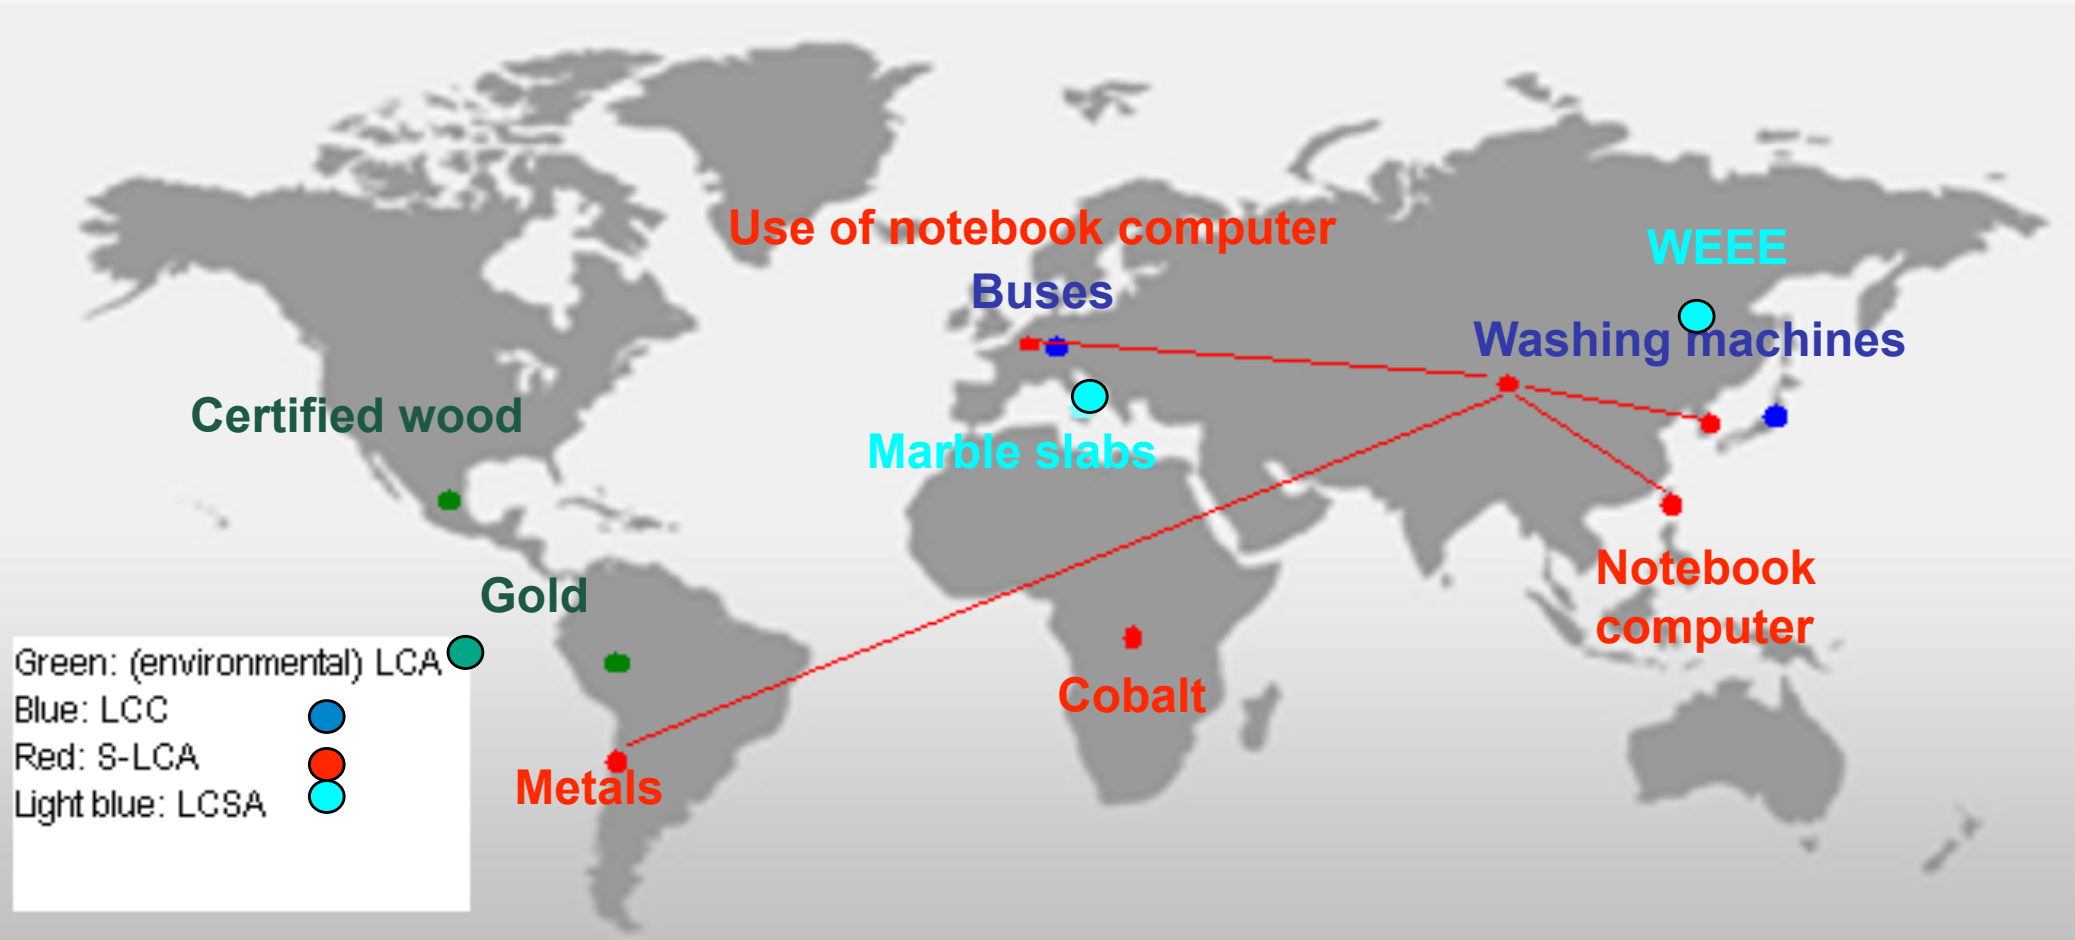 Use of notebook computer
WEEE
Buses
Washing machines
Certified wood
Marble slabs
Notebook
computer
Gold
Cobalt
Metals
Green: (environmental) LCA
Blue: LCC
Red: S-LCA
Light blue: LCSA